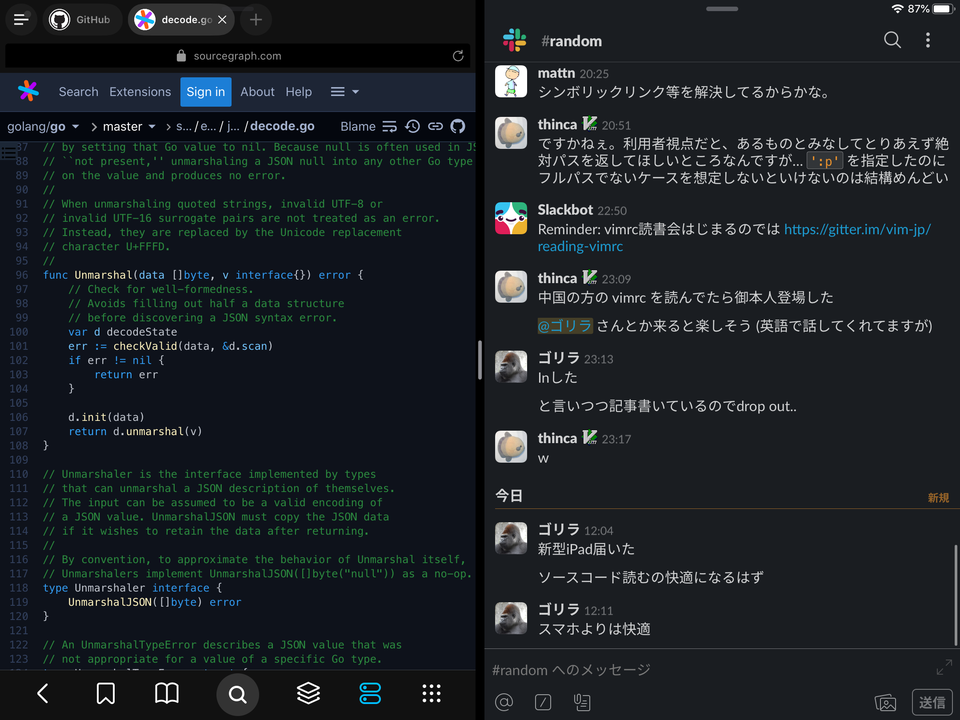 GitHub
decode.go
sourcegraph.com
Search Extensions Sign in About Help
golang/go master s.../e.../j.../decode.go Blame
87 // by setting that Go value to nil. Because null is often used in JS
88 // ``not present,'' unmarshaling a JSON null into any other Go type
89 // on the value and produces no error.
90 //
91 // When unmarshaling quoted strings, invalid UTF-8 or
92 // invalid UTF-16 surrogate pairs are not treated as an error.
93 // Instead, they are replaced by the Unicode replacement
94 // character U+FFFD.
95 //
96 func Unmarshal(data []byte, v interface{}) error {
97 // Check for well-formedness.
98 // Avoids filling out half a data structure
99 // before discovering a JSON syntax error.
100 var d decodeState
101 err := checkValid(data, &d.scan)
102 if err != nil {
103 return err
104 }
105
106 d.init(data)
107 return d.unmarshal(v)
108 }
109
110 // Unmarshaler is the interface implemented by types
111 // that can unmarshal a JSON description of themselves.
112 // The input can be assumed to be a valid encoding of
113 // a JSON value. UnmarshalJSON must copy the JSON data
114 // if it wishes to retain the data after returning.
115 //
116 // By convention, to approximate the behavior of Unmarshal itself,
117 // Unmarshalers implement UnmarshalJSON([]byte("null")) as a no-op.
118 type Unmarshaler interface {
119 UnmarshalJSON([]byte) error
120 }
121
122 // An UnmarshalTypeError describes a JSON value that was
123 // not appropriate for a value of a specific Go type.
87%
#random
mattn 20:25
シンボリックリンク等を解決してるからかな。
thinca 20:51
ですかねぇ。利用者視点だと、あるものとみなしてとりあえず絶
対パスを返してほしいところなんですが... ':p' を指定したのに
フルパスでないケースを想定しないといけないのは結構めんどい
Slackbot 22:50
Reminder: vimrc読書会はじまるのでは https://gitter.im/vim-jp/
reading-vimrc
thinca 23:09
中国の方の vimrc を読んでたら御本人登場した
@ゴリラ さんとか来ると楽しそう (英語で話してくれてますが)
ゴリラ 23:13
Inした
と言いつつ記事書いているのでdrop out..
thinca 23:17
w
今日 新規
ゴリラ 12:04
新型iPad届いた
ソースコード読むの快適になるはず
ゴリラ 12:11
スマホよりは快適
#random へのメッセージ
送信